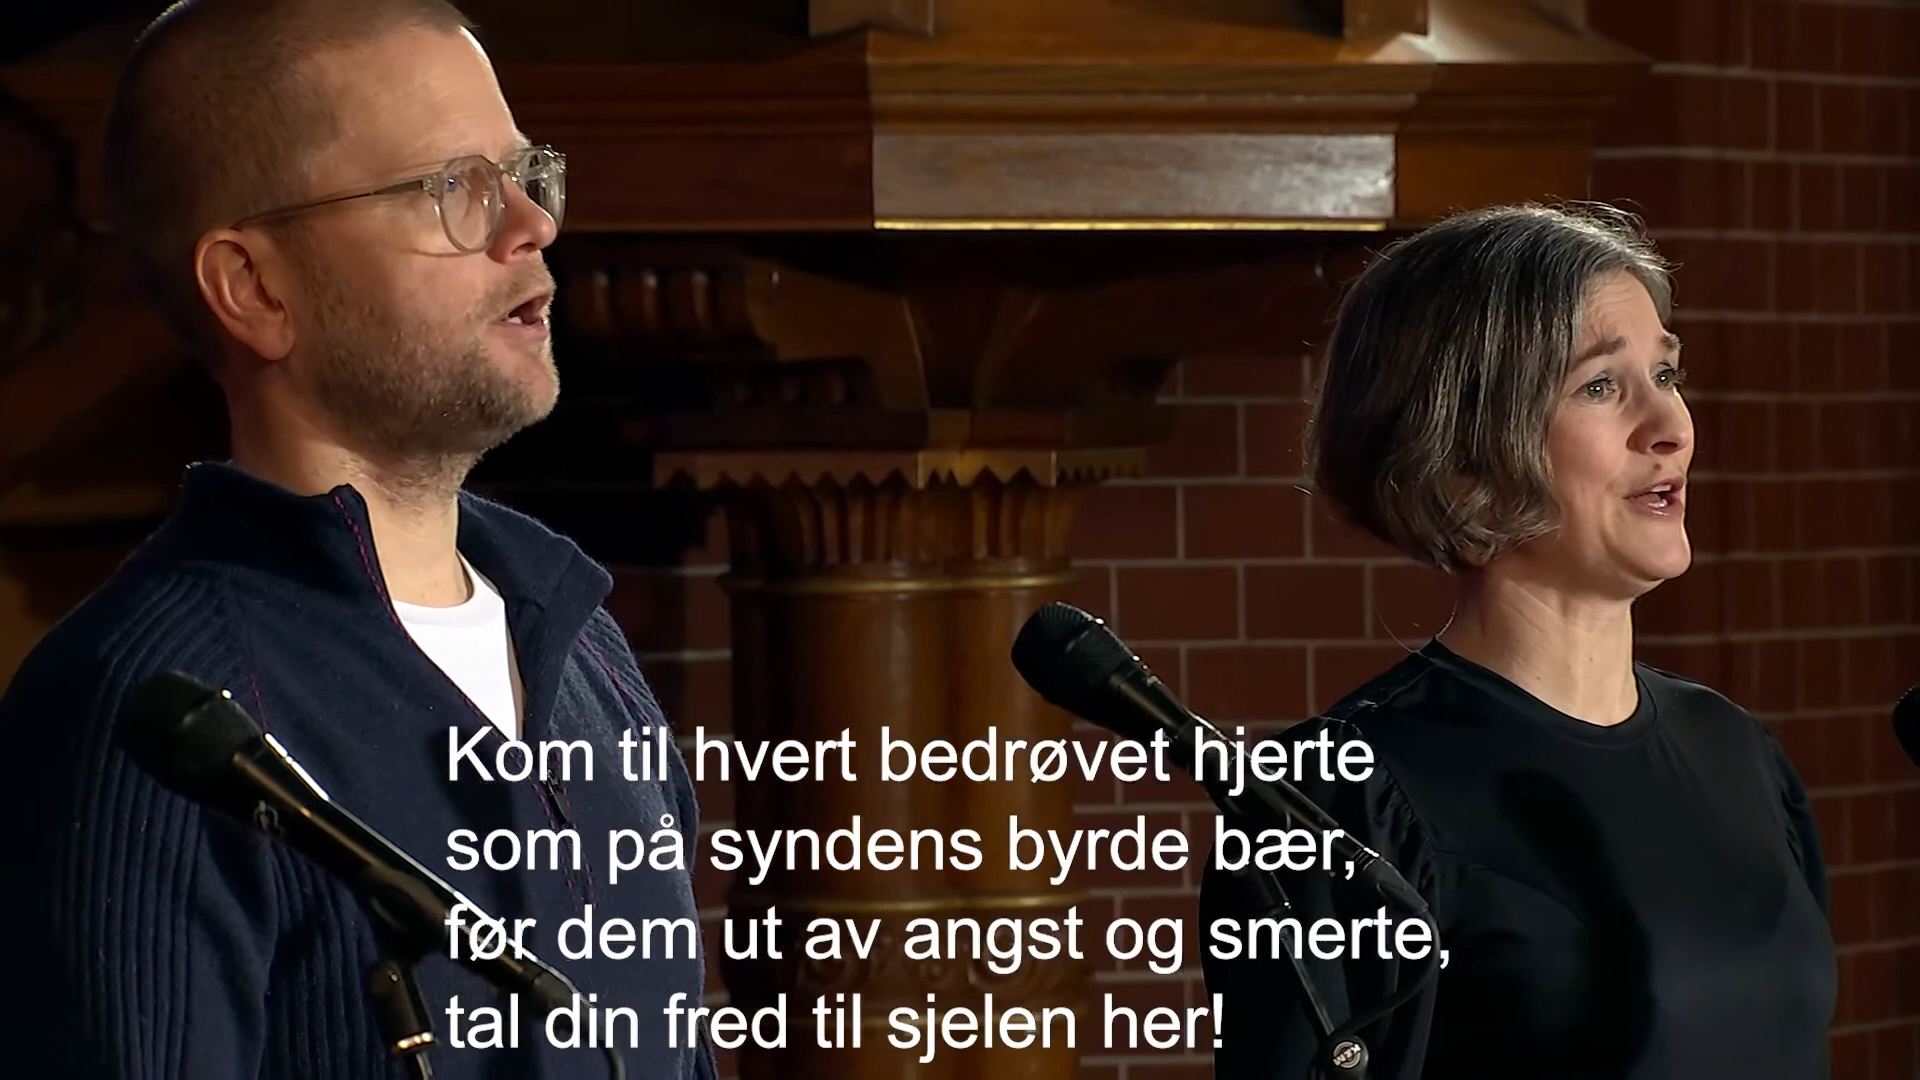 Kom til hvert bedrøvet hjerte
som på syndens byrde bær,
før dem ut av angst og smerte,
tal din fred til sjelen her!
K&M